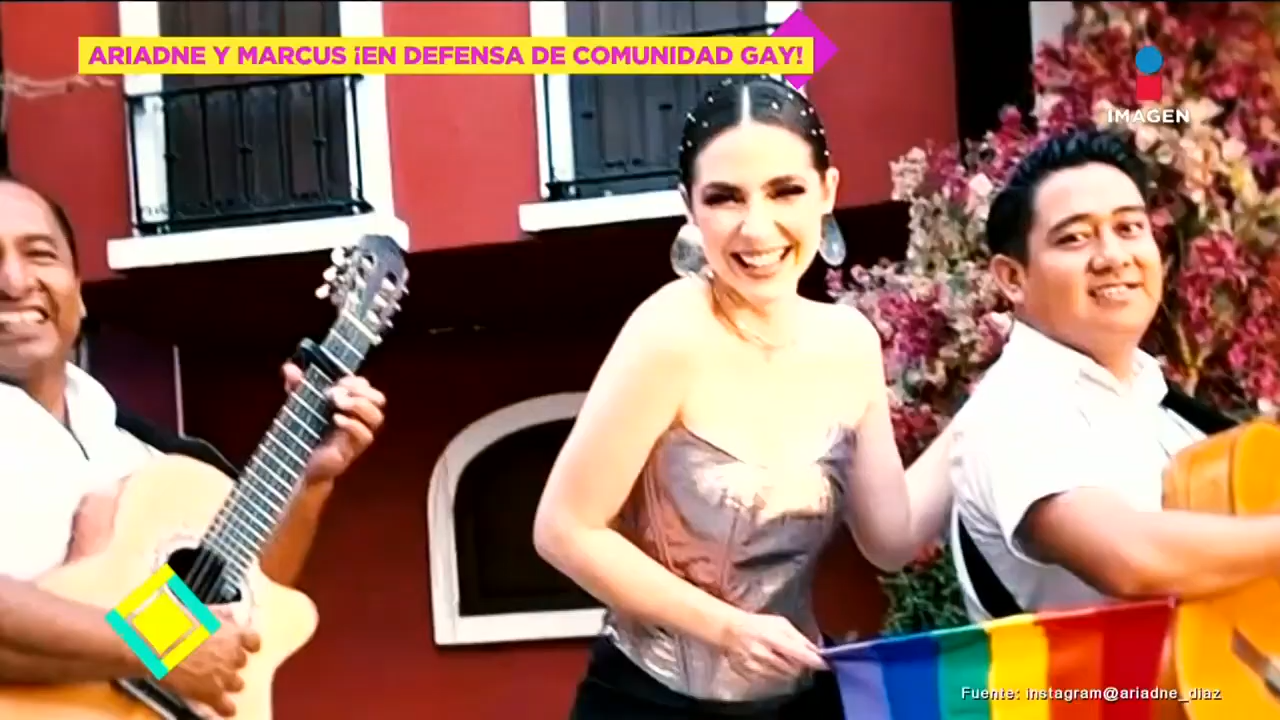 ARIADNE Y MARCUS ¡EN DEFENSA DE COMUNIDAD GAY!
IMAGEN
Fuente: instagram@ariadne_diaz